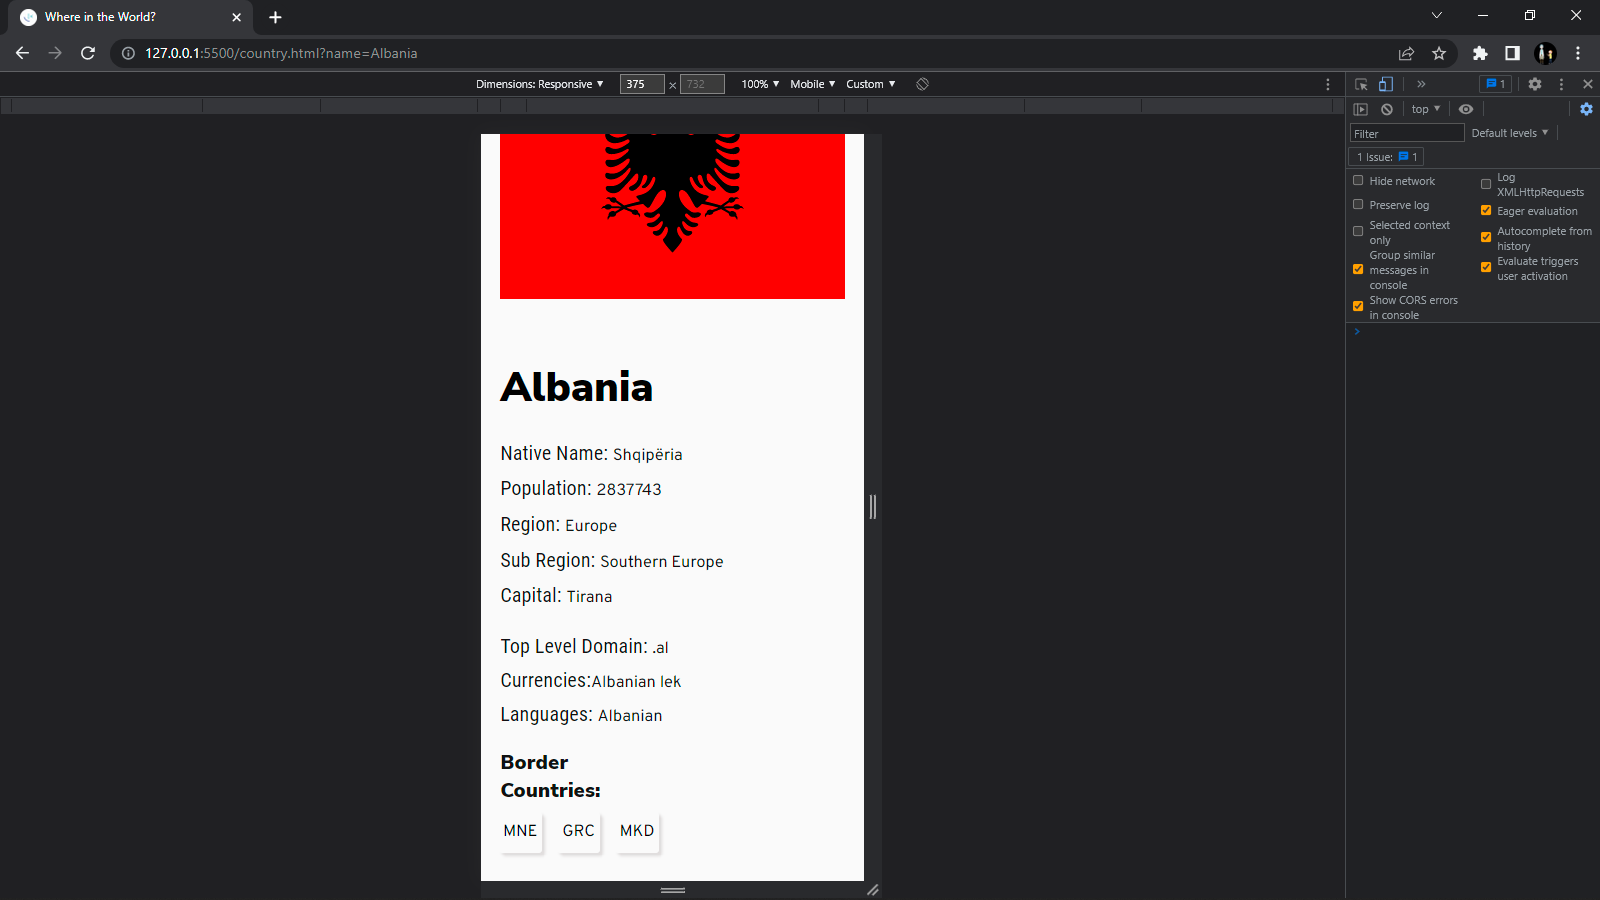 Where in the World?
127.0.0.1:5500/country.html?name=Albania
Dimensions: Responsive ▼ 375 × 732 100% ▼ Mobile ▼ Custom ▼
1
top ▼
Filter Default levels ▼
1 Issue: 1
Hide network
Preserve log
Selected context
only
Group similar
messages in
console
Show CORS errors
in console
Log
XMLHttpRequests
Eager evaluation
Autocomplete from
history
Evaluate triggers
user activation
Albania
Native Name: Shqipëria
Population: 2837743
Region: Europe
Sub Region: Southern Europe
Capital: Tirana
Top Level Domain: .al
Currencies:Albanian lek
Languages: Albanian
Border
Countries:
MNE GRC MKD